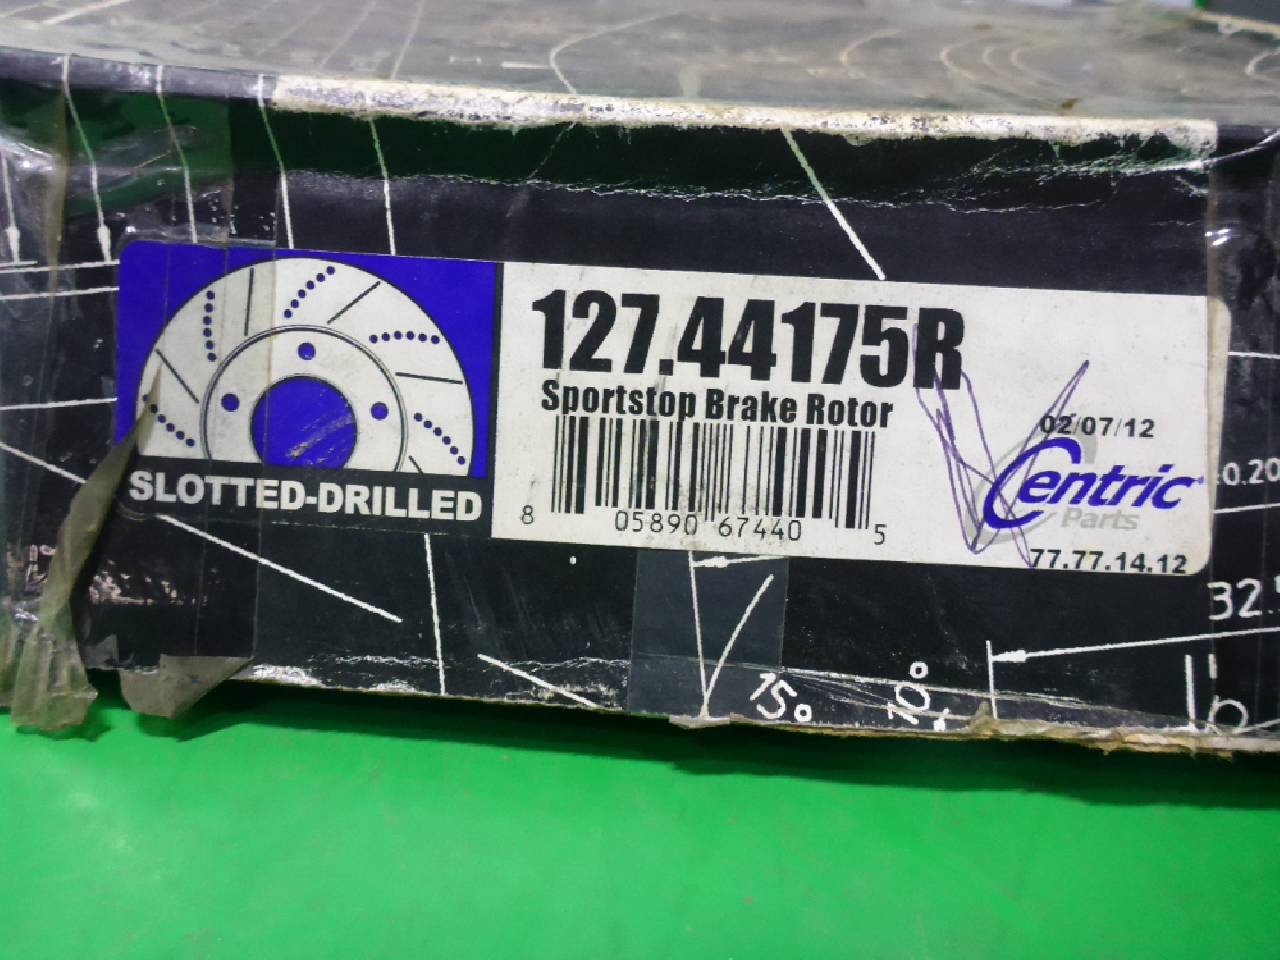 127.44175R
Sportstop Brake Rotor
02/07/12
Centric
Parts
SLOTTED-DRILLED
8 05890 67440 5
77.77.14.12
0.20
32.
15°
10°